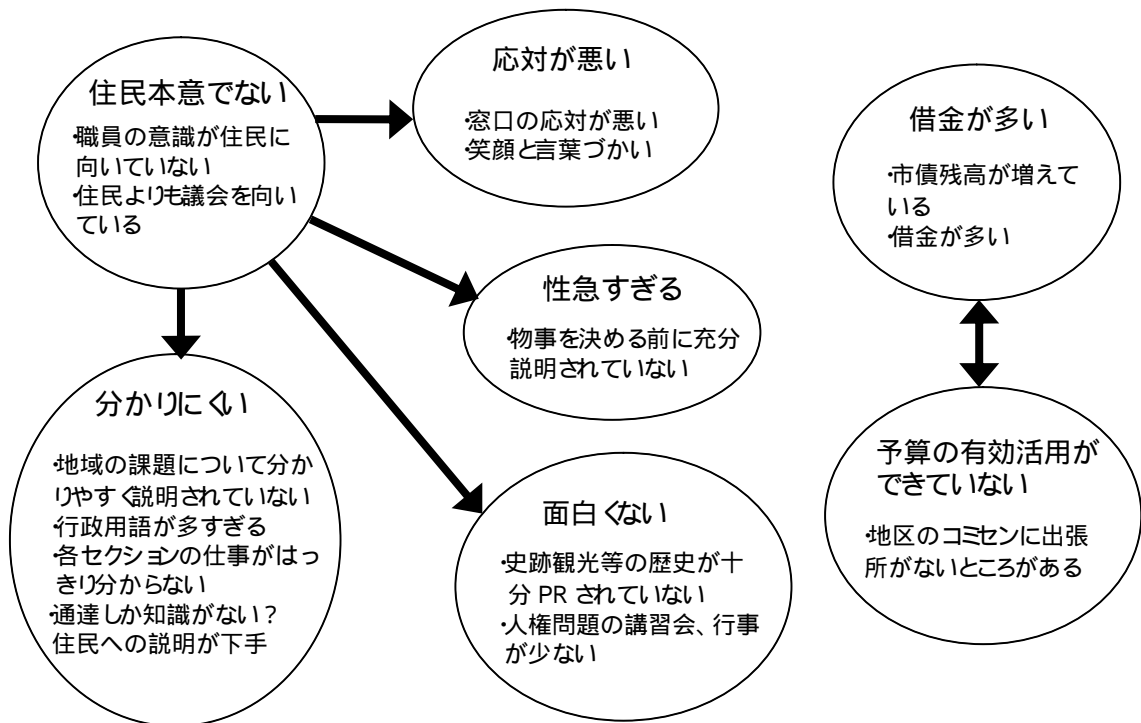 住民本意でない
・職員の意識が住民に
向いていない
・住民よりも議会を向い
ている
応対が悪い
・窓口の応対が悪い
・笑顔と言葉づかい
借金が多い
・市債残高が増えて
いる
・借金が多い
性急すぎる
・物事を決める前に充分
説明されていない
分かりにくい
・地域の課題について分か
りやすく説明されていない
・行政用語が多すぎる
・各セクションの仕事がはっ
きり分からない
・通達しか知識がない?
住民への説明が下手
面白くない
・史跡観光等の歴史が十
分 PR されていない
・人権問題の講習会、行事
が少ない
予算の有効活用が
できていない
・地区のコミセンに出張
所がないところがある